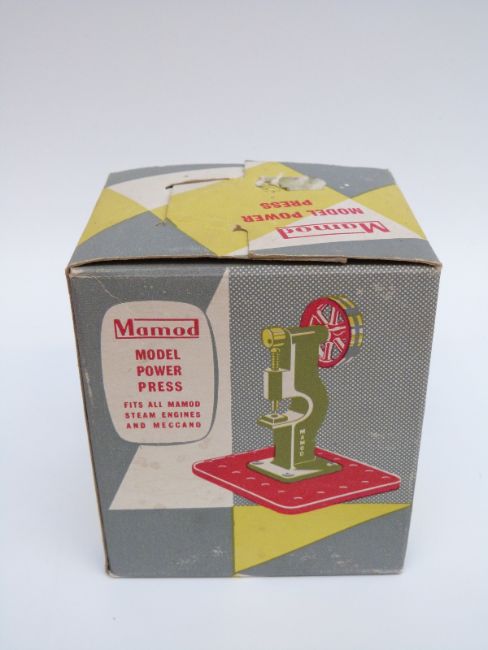 Mamod
MODEL POWER
PRESS
Mamod
MODEL
POWER
PRESS
FITS ALL MAMOD
STEAM ENGINES
AND MECCANO
MAMOD